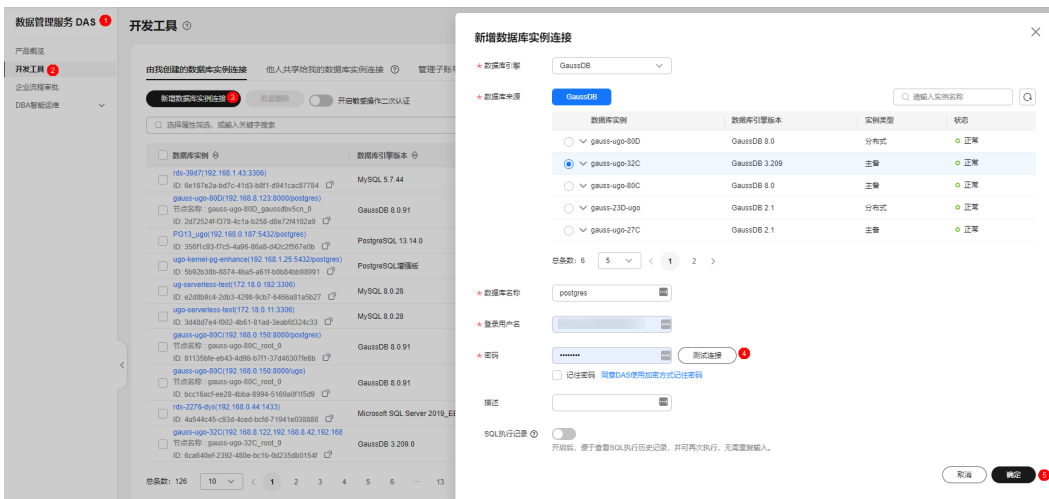 数据管理服务 DAS 1
产品概览
开发工具 2
企业流程审批
DBA智能运维
开发工具
由我创建的数据库实例连接 他人共享给我的数据库实例连接 管理子账号
新增数据库实例连接 3 批量删除 开启敏感操作二次认证
选择属性筛选，或输入关键字搜索
数据库实例 数据库引擎版本
rds-39d7(192.168.1.43:3306)
ID: 6e167e2a-bd7c-41d3-b8f1-d941cac87784
MySQL 5.7.44
gauss-ugo-80D(192.168.8.123:8000/postgres)
节点名称 : gauss-ugo-80D_gaussdbv5cn_0
ID: 2d72524f-f378-4c1a-b258-d8e72f4102a9
GaussDB 8.0.91
PG13_ugo(192.168.0.187:5432/postgres)
ID: 356f1c93-f7c5-4a96-86a8-d42c2f567e0b
PostgreSQL 13.14.0
ugo-kernel-pg-enhance(192.168.1.25:5432/postgres)
ID: 5b92b38b-8874-4ba5-a61f-b0b84bb98991
PostgreSQL增强版
ug-serverless-test(172.18.0.192:3306)
ID: e2d8b9c4-2db3-4298-9cb7-6466a81a5b27
MySQL 8.0.28
ugo-serverless-test(172.18.0.11:3306)
ID: 3d48d7e4-f002-4b61-81ad-3eabfd324c33
MySQL 8.0.28
gauss-ugo-80C(192.168.0.150:8000/postgres)
节点名称 : gauss-ugo-80C_root_0
ID: 81135bfe-eb43-4d98-b7f1-37d46307fe8b
GaussDB 8.0.91
gauss-ugo-80C(192.168.0.150:8000/ugo)
节点名称 : gauss-ugo-80C_root_0
ID: bcc16acf-ee28-4bba-8994-5169a0f1f5d9
GaussDB 8.0.91
rds-2276-dys(192.168.0.44:1433)
ID: 4a544c45-c93d-4ced-bcfd-71941e038888
Microsoft SQL Server 2019_EE
gauss-ugo-32C(192.168.8.122,192.168.8.42,192.168
节点名称 : gauss-ugo-32C_root_0
ID: 6ca640ef-2392-480e-bc1b-0d235db0154f
GaussDB 3.209.0
总条数: 126 10 < 1 2 3 4 5 6 ... 13
新增数据库实例连接
* 数据库引擎 GaussDB
* 数据库来源 GaussDB 请输入实例名称
数据库实例 数据库引擎版本 实例类型 状态
gauss-ugo-80D GaussDB 8.0 分布式 正常
gauss-ugo-32C GaussDB 3.209 主备 正常
gauss-ugo-80C GaussDB 8.0 主备 正常
gauss-23D-ugo GaussDB 2.1 分布式 正常
gauss-ugo-27C GaussDB 2.1 主备 正常
总条数: 6 5 < 1 2 >
* 数据库名称 postgres
* 登录用户名
* 密码 •••••••• 测试连接 4
记住密码 同意DAS使用加密方式记住密码
描述
SQL执行记录
开启后，便于查看SQL执行历史记录，并可再次执行，无需重复输入。
取消 确定 5